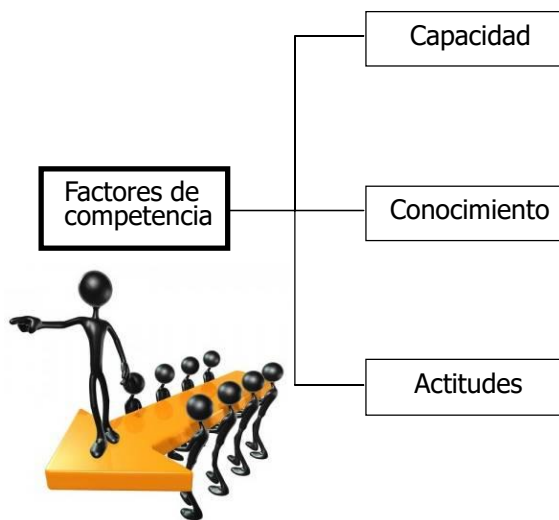 Capacidad
Factores de
competencia
Conocimiento
Actitudes